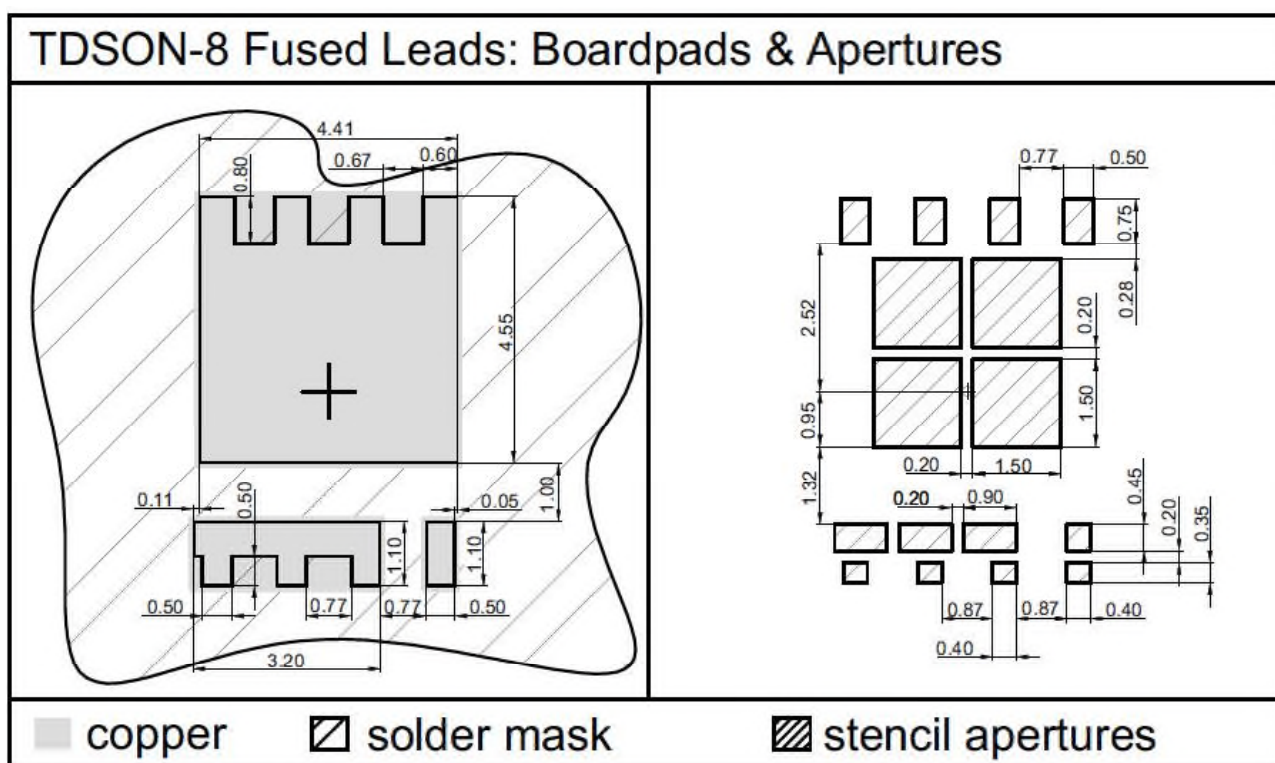 TDSON-8 Fused Leads: Boardpads & Apertures
4.41
0.67 0.60
0.80
4.55
0.11 0.50 0.05 1.00
1.10 1.10
0.50 0.77 0.77 0.50
3.20
0.77 0.50
0.75
0.28
2.52 0.20
0.95 1.50
0.20 1.50
1.32 0.20 0.90 0.45 0.20 0.35
0.87 0.87 0.40
0.40
copper solder mask stencil apertures